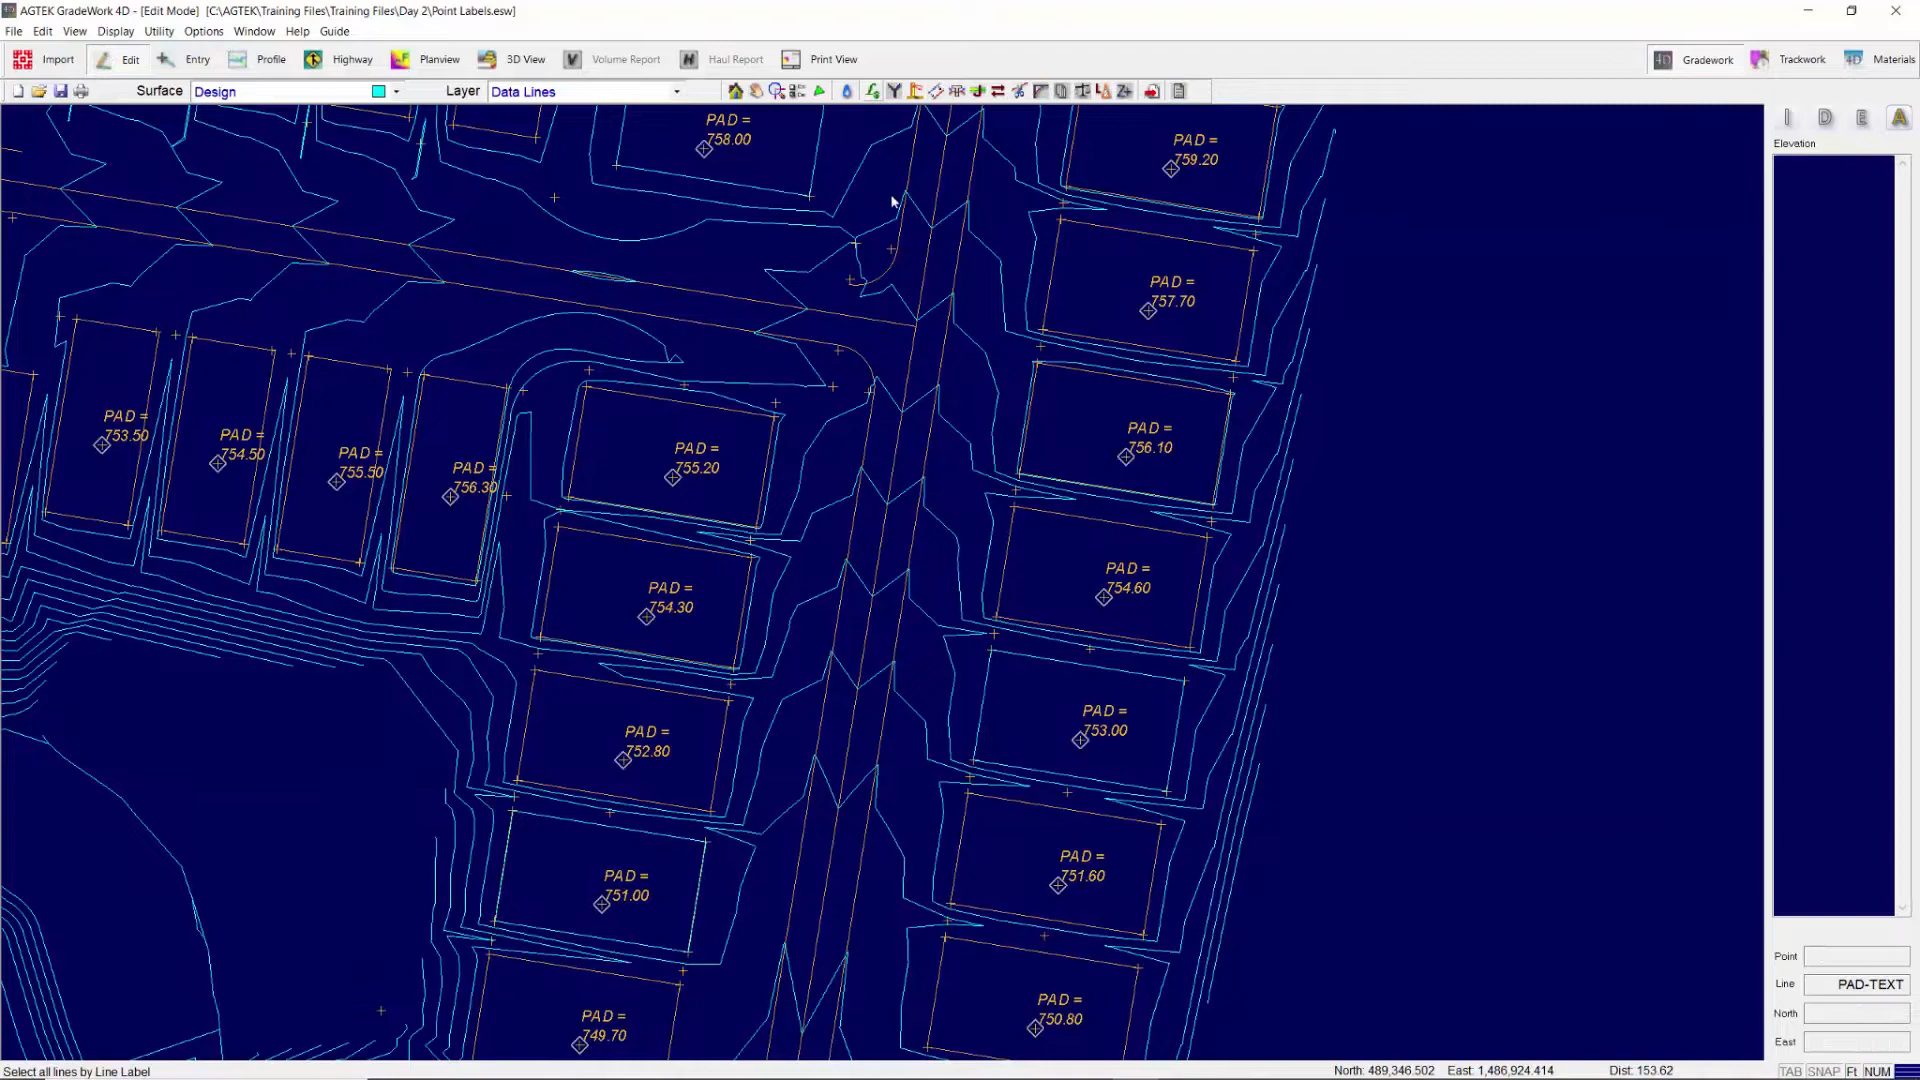 AGTEK GradeWork 4D - [Edit Mode] [C:\AGTEK\Training Files\Training Files\Day 2\Point Labels.esw]
File Edit View Display Utility Options Window Help Guide
Import Edit Entry Profile Highway Planview 3D View Volume Report Haul Report Print View Gradework Trackwork Materials
Surface Design Layer Data Lines
I D E A
Elevation
PAD =
758.00
PAD =
759.20
PAD =
757.70
PAD =
753.50
PAD =
754.50
PAD =
755.50
PAD =
756.30
PAD =
755.20
PAD =
756.10
PAD =
754.30
PAD =
754.60
PAD =
752.80
PAD =
753.00
PAD =
751.00
PAD =
751.60
PAD =
749.70
PAD =
750.80
Point
Line PAD-TEXT
North
East
Select all lines by Line Label North: 489,346.502 East: 1,486,924.414 Dist: 153.62 TAB SNAP Ft NUM